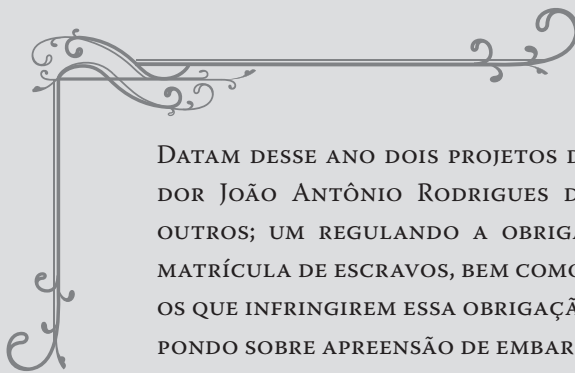 Datam desse ano dois projetos d
dor João Antônio Rodrigues d
outros; um regulando a obriga
matrícula de escravos, bem como
os que infringirem essa obrigaçã
pondo sobre apreensão de embar